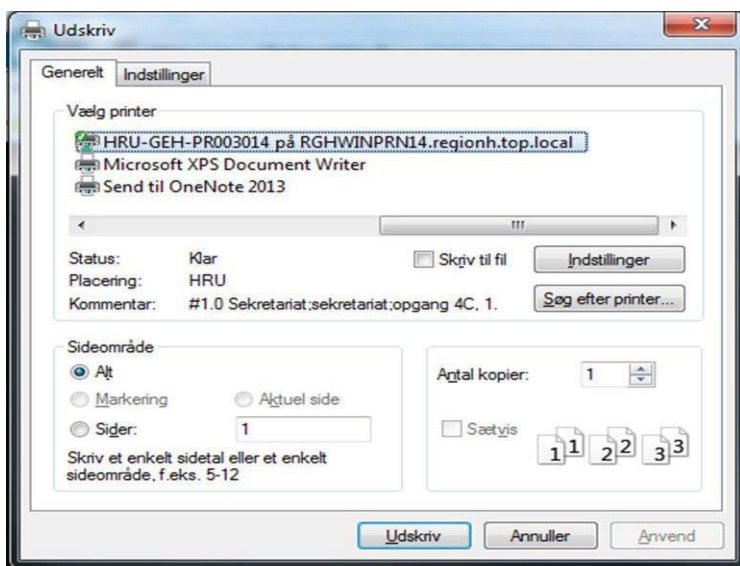 Udskriv
Generelt Indstillinger
Vælg printer
HRU-GEH-PR003014 på RGHWINPRN14.regionh.top.local
Microsoft XPS Document Writer
Send til OneNote 2013
Status: Klar Skriv til fil Indstillinger
Placering: HRU
Kommentar: #1.0 Sekretariat;sekretariat;opgang 4C, 1. Søg efter printer...
Sideområde
Alt Antal kopier: 1
Markering Aktuel side
Sider: 1 Sætvis
1 1 2 2 3 3
Skriv et enkelt sidetal eller et enkelt
sideområde, f.eks. 5-12
Udskriv Annuller Anvend